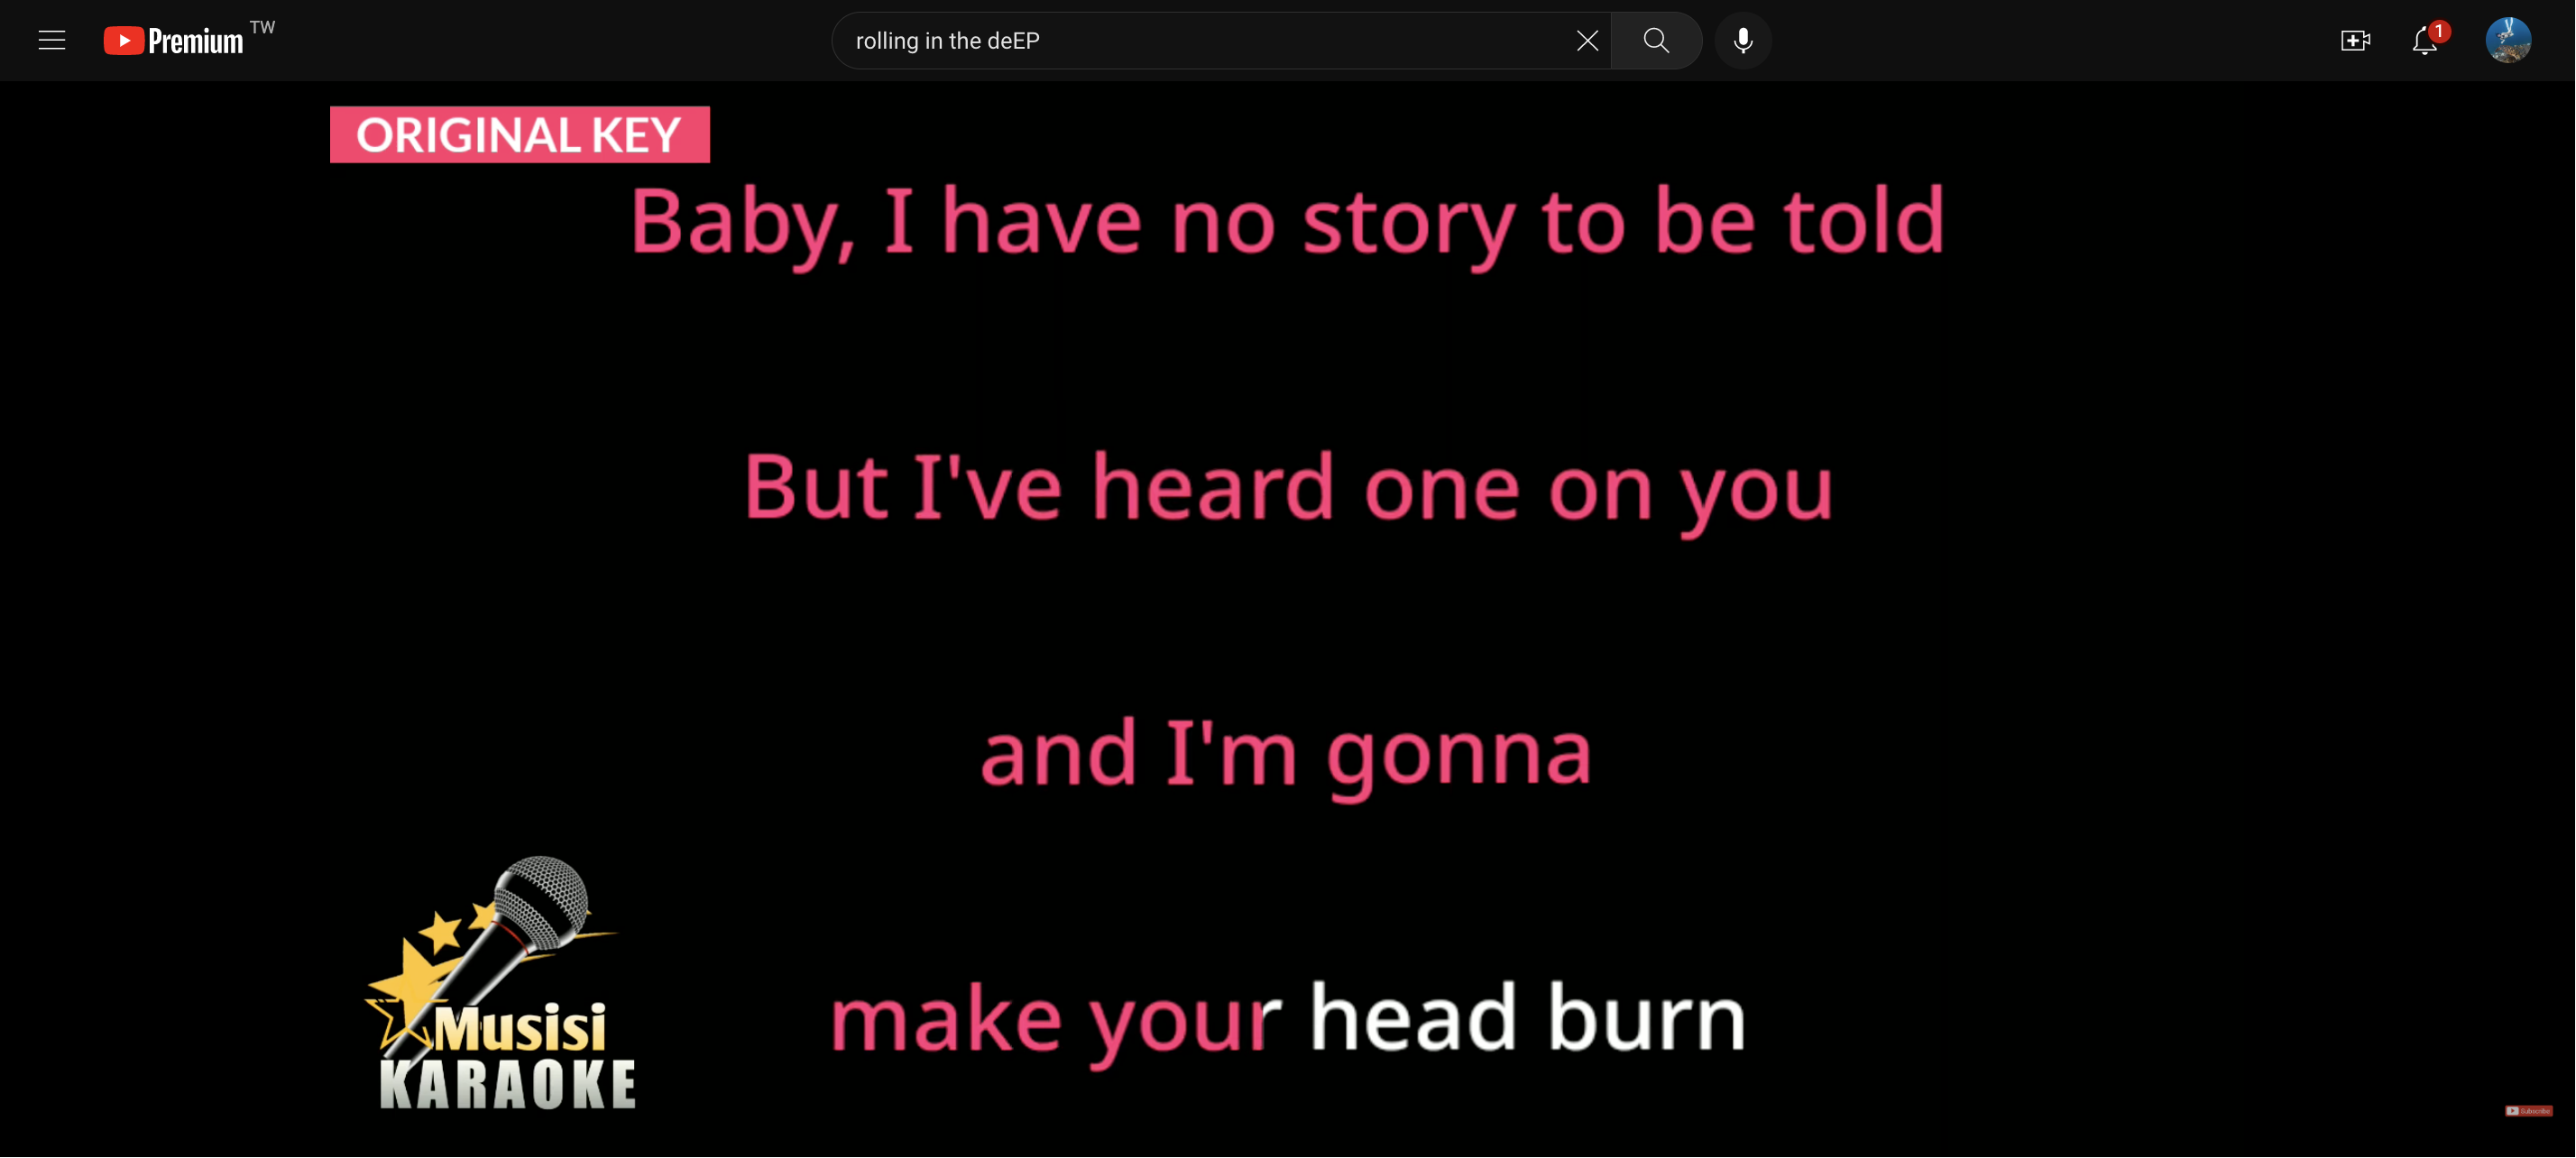 Premium TW
rolling in the deEP
1
ORIGINAL KEY
Baby, I have no story to be told
But I've heard one on you
and I'm gonna
make your head burn
Musisi
KARAOKE
Subscribe